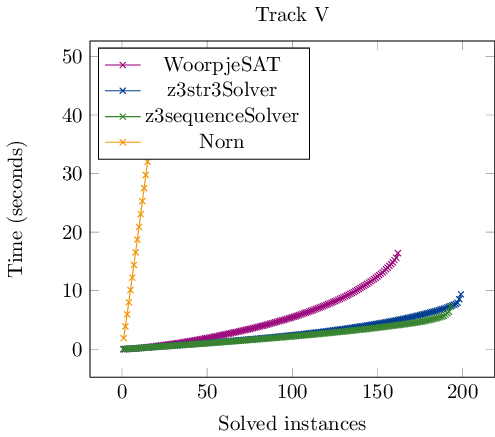 Track V
WoorpjeSAT
z3str3Solver
z3sequenceSolver
Norn
50
40
30
20
10
0
Time (seconds)
0 50 100 150 200
Solved instances